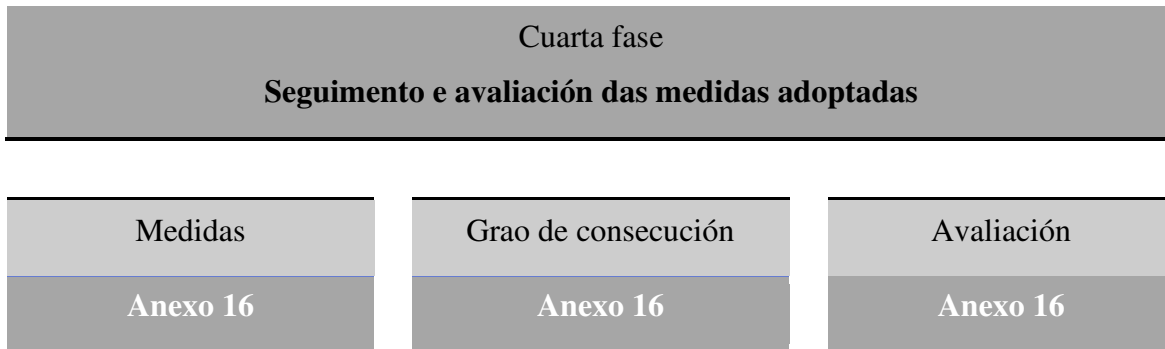 Cuarta fase
Seguimento e avaliación das medidas adoptadas
Medidas
Grao de consecución
Avaliación
Anexo 16
Anexo 16
Anexo 16